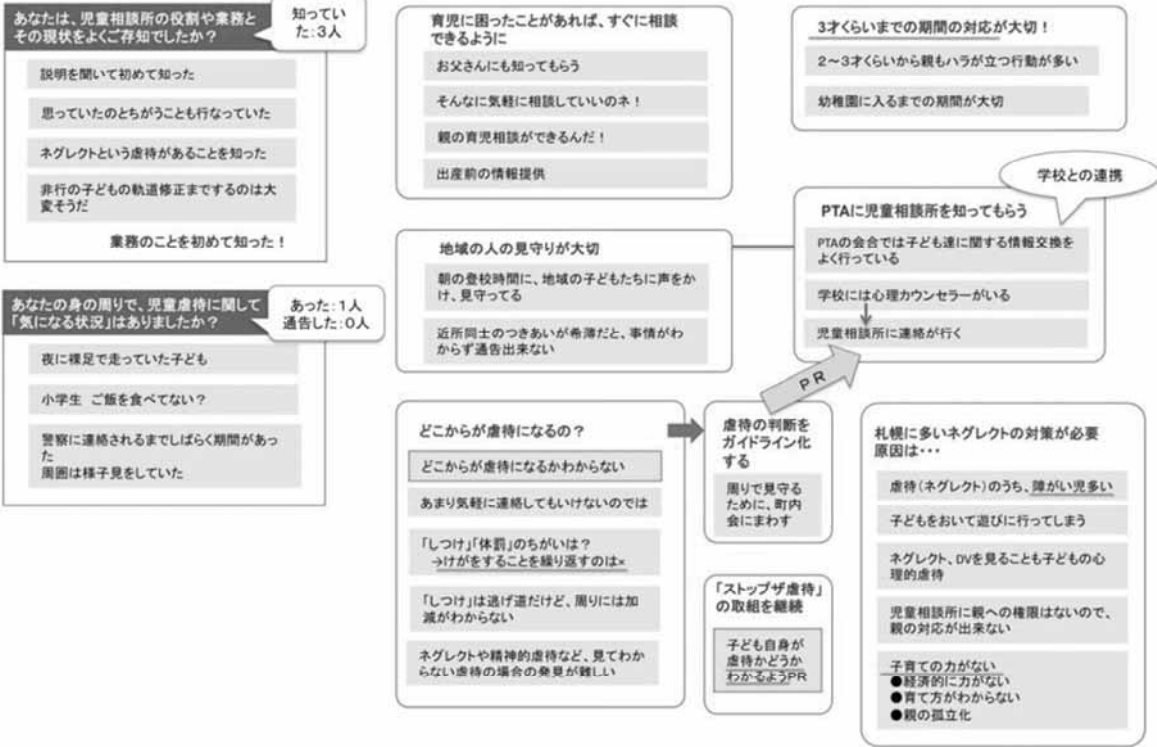 あなたは、児童相談所の役割や業務と
その現状をよくご存知でしたか？
知ってい
た：3人
説明を聞いて初めて知った
思っていたのとちがうことも行なっていた
ネグレクトという虐待があることを知った
非行の子どもの軌道修正までするのは大
変そうだ
業務のことを初めて知った！
あなたの身の周りで、児童虐待に関して
「気になる状況」はありましたか？
あった：1人
通告した：0人
夜に裸足で走っていた子ども
小学生　ご飯を食べてない？
警察に連絡されるまでしばらく期間があっ
た
周囲は様子見をしていた
育児に困ったことがあれば、すぐに相談
できるように
お父さんにも知ってもらう
そんなに気軽に相談していいのネ！
親の育児相談ができるんだ！
出産前の情報提供
地域の人の見守りが大切
朝の登校時間に、地域の子どもたちに声をか
け、見守ってる
近所同士のつきあいが希薄だと、事情がわ
からず通告出来ない
どこからが虐待になるの？
どこからが虐待になるかわからない
あまり気軽に連絡してもいけないのでは
「しつけ」「体罰」のちがいは？
→けがをすることを繰り返すのは×
「しつけ」は逃げ道だけど、周りには加
減がわからない
ネグレクトや精神的虐待など、見てわか
らない虐待の場合の発見が難しい
虐待の判断を
ガイドライン化
する
周りで見守る
ために、町内
会にまわす
PR
「ストップザ虐待」
の取組を継続
子ども自身が
虐待かどうか
わかるようPR
3才くらいまでの期間の対応が大切！
2～3才くらいから親もハラが立つ行動が多い
幼稚園に入るまでの期間が大切
学校との連携
PTAに児童相談所を知ってもらう
PTAの会合では子ども達に関する情報交換を
よく行っている
学校には心理カウンセラーがいる
児童相談所に連絡が行く
札幌に多いネグレクトの対策が必要
原因は・・・
虐待（ネグレクト）のうち、障がい児多い
子どもをおいて遊びに行ってしまう
ネグレクト、DVを見ることも子どもの心
理的虐待
児童相談所に親への権限はないので、
親の対応が出来ない
子育ての力がない
●経済的に力がない
●育て方がわからない
●親の孤立化